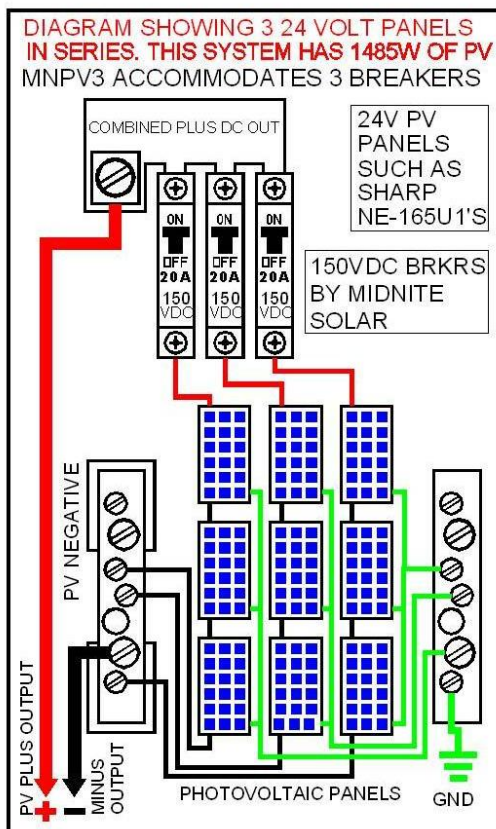 DIAGRAM SHOWING 3 24 VOLT PANELS
IN SERIES. THIS SYSTEM HAS 1485W OF PV
MNPV3 ACCOMMODATES 3 BREAKERS
COMBINED PLUS DC OUT
24V PV
PANELS
SUCH AS
SHARP
NE-165U1'S
ON
OFF
20A
150
VDC
ON
OFF
20A
150
VDC
ON
OFF
20A
150
VDC
150VDC BRKRS
BY MIDNITE
SOLAR
PV NEGATIVE
PV PLUS OUTPUT
+
−
MINUS
OUTPUT
PHOTOVOLTAIC PANELS
GND